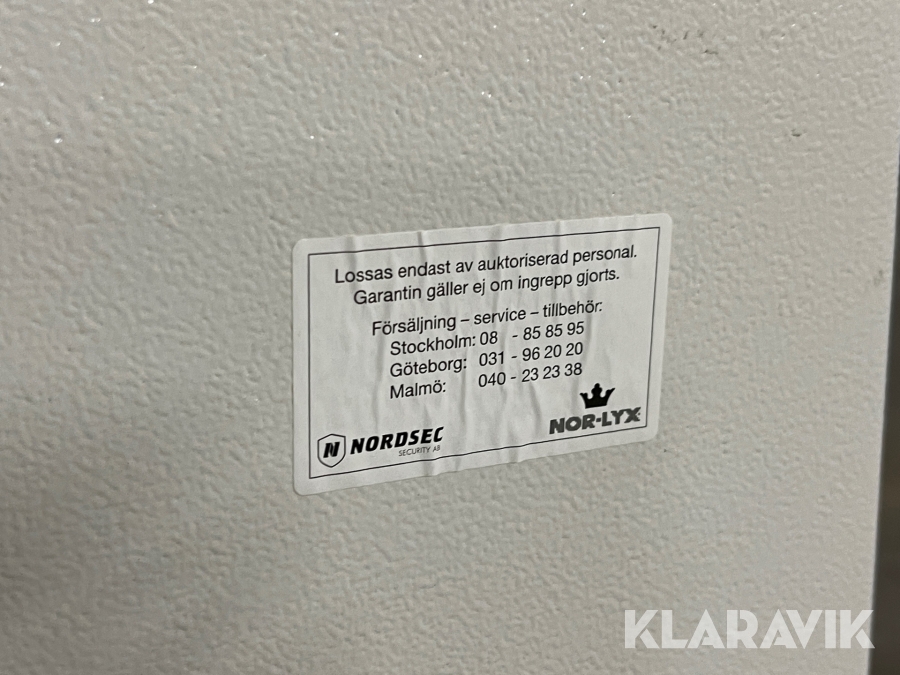 Lossas endast av auktoriserad personal.
Garantin gäller ej om ingrepp gjorts.
Försäljning – service – tillbehör:
Stockholm: 08 - 85 85 95
Göteborg: 031 - 96 20 20
Malmö: 040 - 23 23 38
N NORDSEC
SECURITY AB
NOR-LYX
KLARAVIK